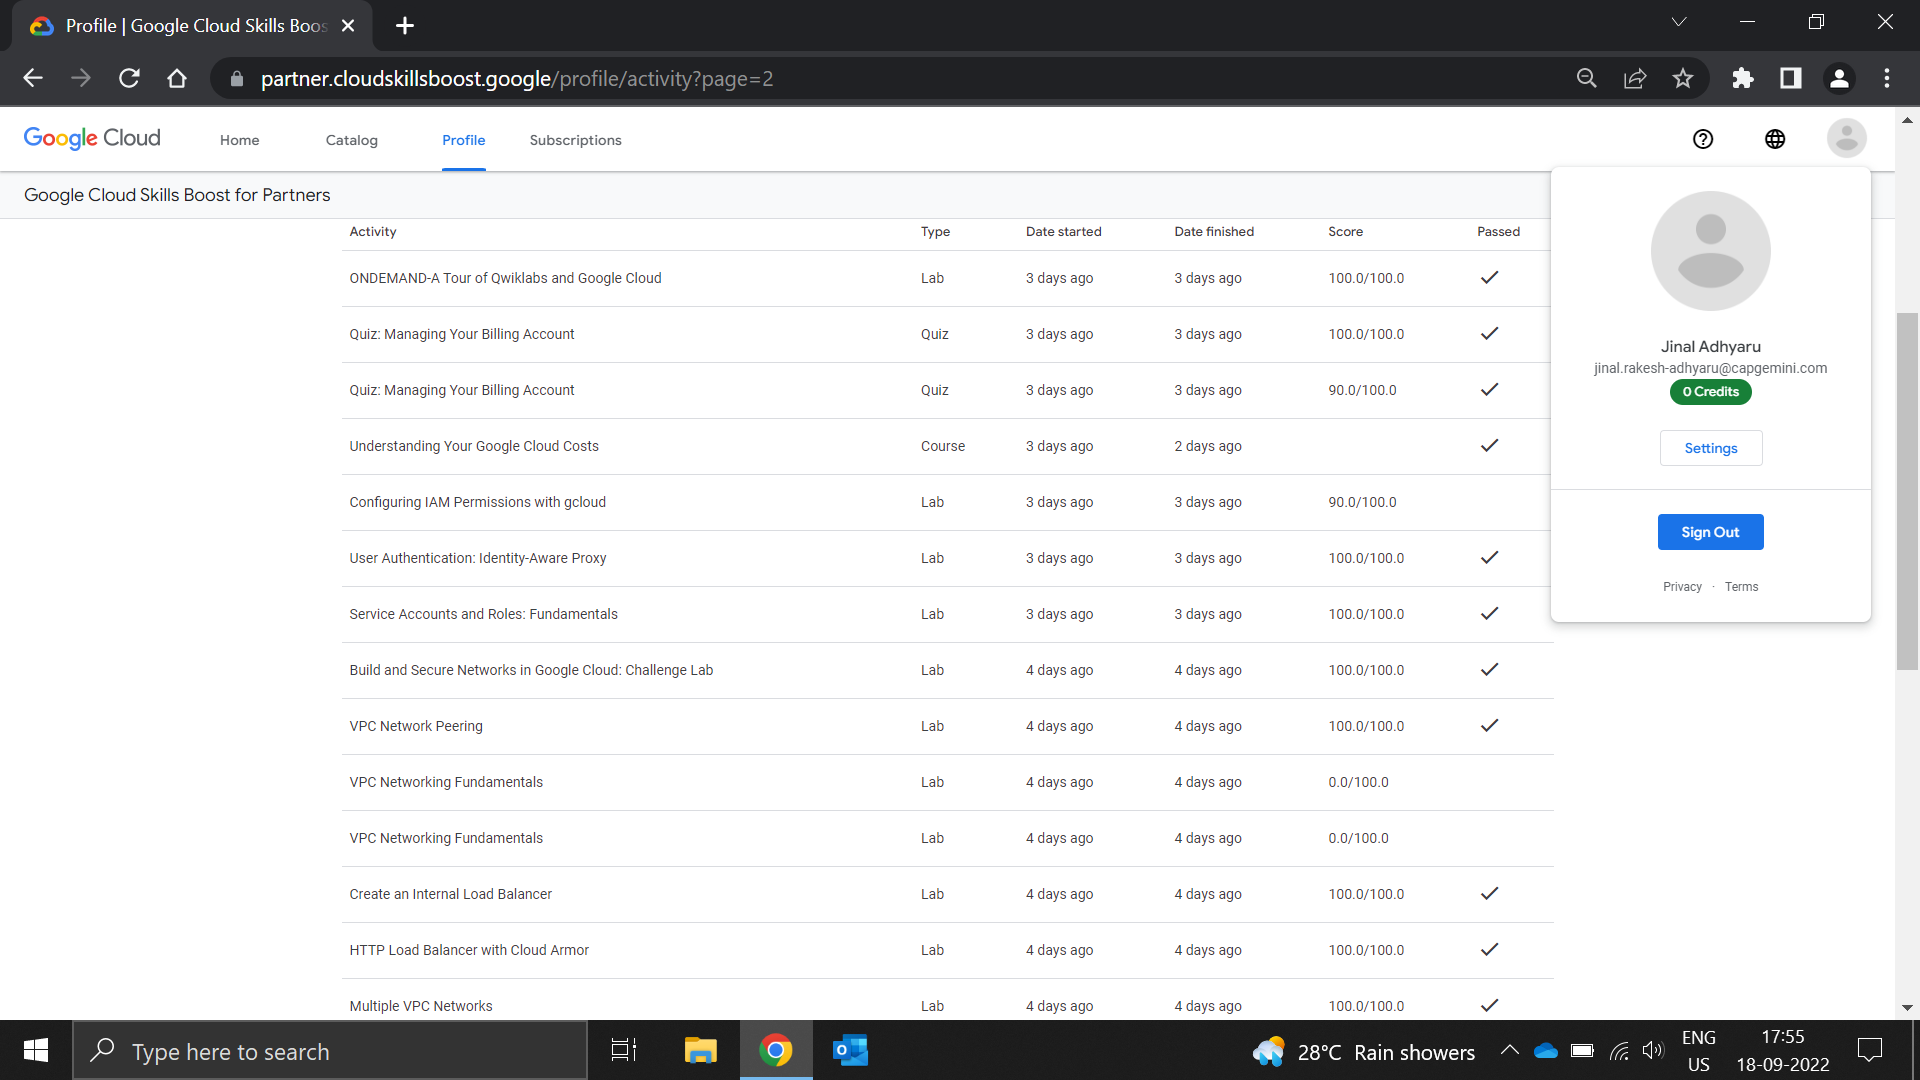 Profile | Google Cloud Skills Boos
partner.cloudskillsboost.google/profile/activity?page=2
Google Cloud Home Catalog Profile Subscriptions
Google Cloud Skills Boost for Partners
Activity Type Date started Date finished Score Passed
ONDEMAND-A Tour of Qwiklabs and Google Cloud Lab 3 days ago 3 days ago 100.0/100.0
Quiz: Managing Your Billing Account Quiz 3 days ago 3 days ago 100.0/100.0
Quiz: Managing Your Billing Account Quiz 3 days ago 3 days ago 90.0/100.0
Understanding Your Google Cloud Costs Course 3 days ago 2 days ago
Configuring IAM Permissions with gcloud Lab 3 days ago 3 days ago 90.0/100.0
User Authentication: Identity-Aware Proxy Lab 3 days ago 3 days ago 100.0/100.0
Service Accounts and Roles: Fundamentals Lab 3 days ago 3 days ago 100.0/100.0
Build and Secure Networks in Google Cloud: Challenge Lab Lab 4 days ago 4 days ago 100.0/100.0
VPC Network Peering Lab 4 days ago 4 days ago 100.0/100.0
VPC Networking Fundamentals Lab 4 days ago 4 days ago 0.0/100.0
VPC Networking Fundamentals Lab 4 days ago 4 days ago 0.0/100.0
Create an Internal Load Balancer Lab 4 days ago 4 days ago 100.0/100.0
HTTP Load Balancer with Cloud Armor Lab 4 days ago 4 days ago 100.0/100.0
Multiple VPC Networks Lab 4 days ago 4 days ago 100.0/100.0
Jinal Adhyaru
jinal.rakesh-adhyaru@capgemini.com
0 Credits
Settings
Sign Out
Privacy · Terms
Type here to search
28°C Rain showers
ENG
US
17:55
18-09-2022